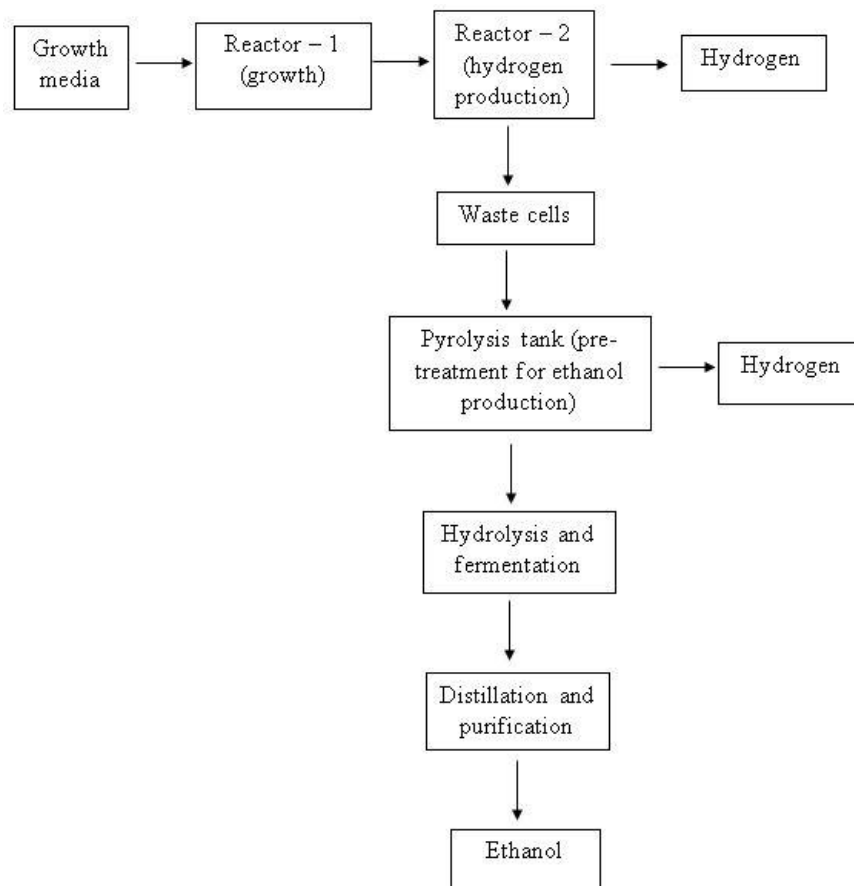 Growth
media
Reactor – 1
(growth)
Reactor – 2
(hydrogen
production)
Hydrogen
Waste cells
Pyrolysis tank (pre-
treatment for ethanol
production)
Hydrogen
Hydrolysis and
fermentation
Distillation and
purification
Ethanol